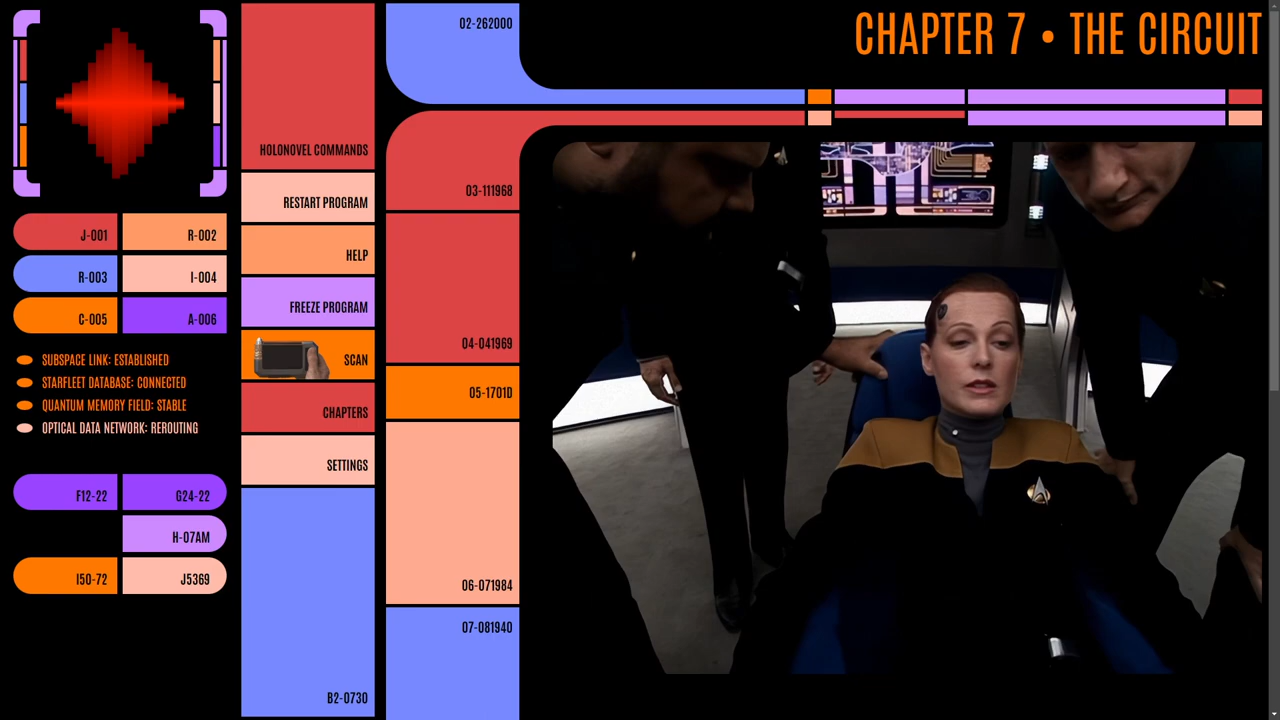 CHAPTER 7 • THE CIRCUIT
J-001
R-002
R-003
I-004
C-005
A-006
SUBSPACE LINK: ESTABLISHED
STARFLEET DATABASE: CONNECTED
QUANTUM MEMORY FIELD: STABLE
OPTICAL DATA NETWORK: REROUTING
F12-22
G24-22
H-07AM
I50-72
J5369
HOLONOVEL COMMANDS
RESTART PROGRAM
HELP
FREEZE PROGRAM
SCAN
CHAPTERS
SETTINGS
B2-0730
02-262000
03-111968
04-041969
05-1701D
06-071984
07-081940